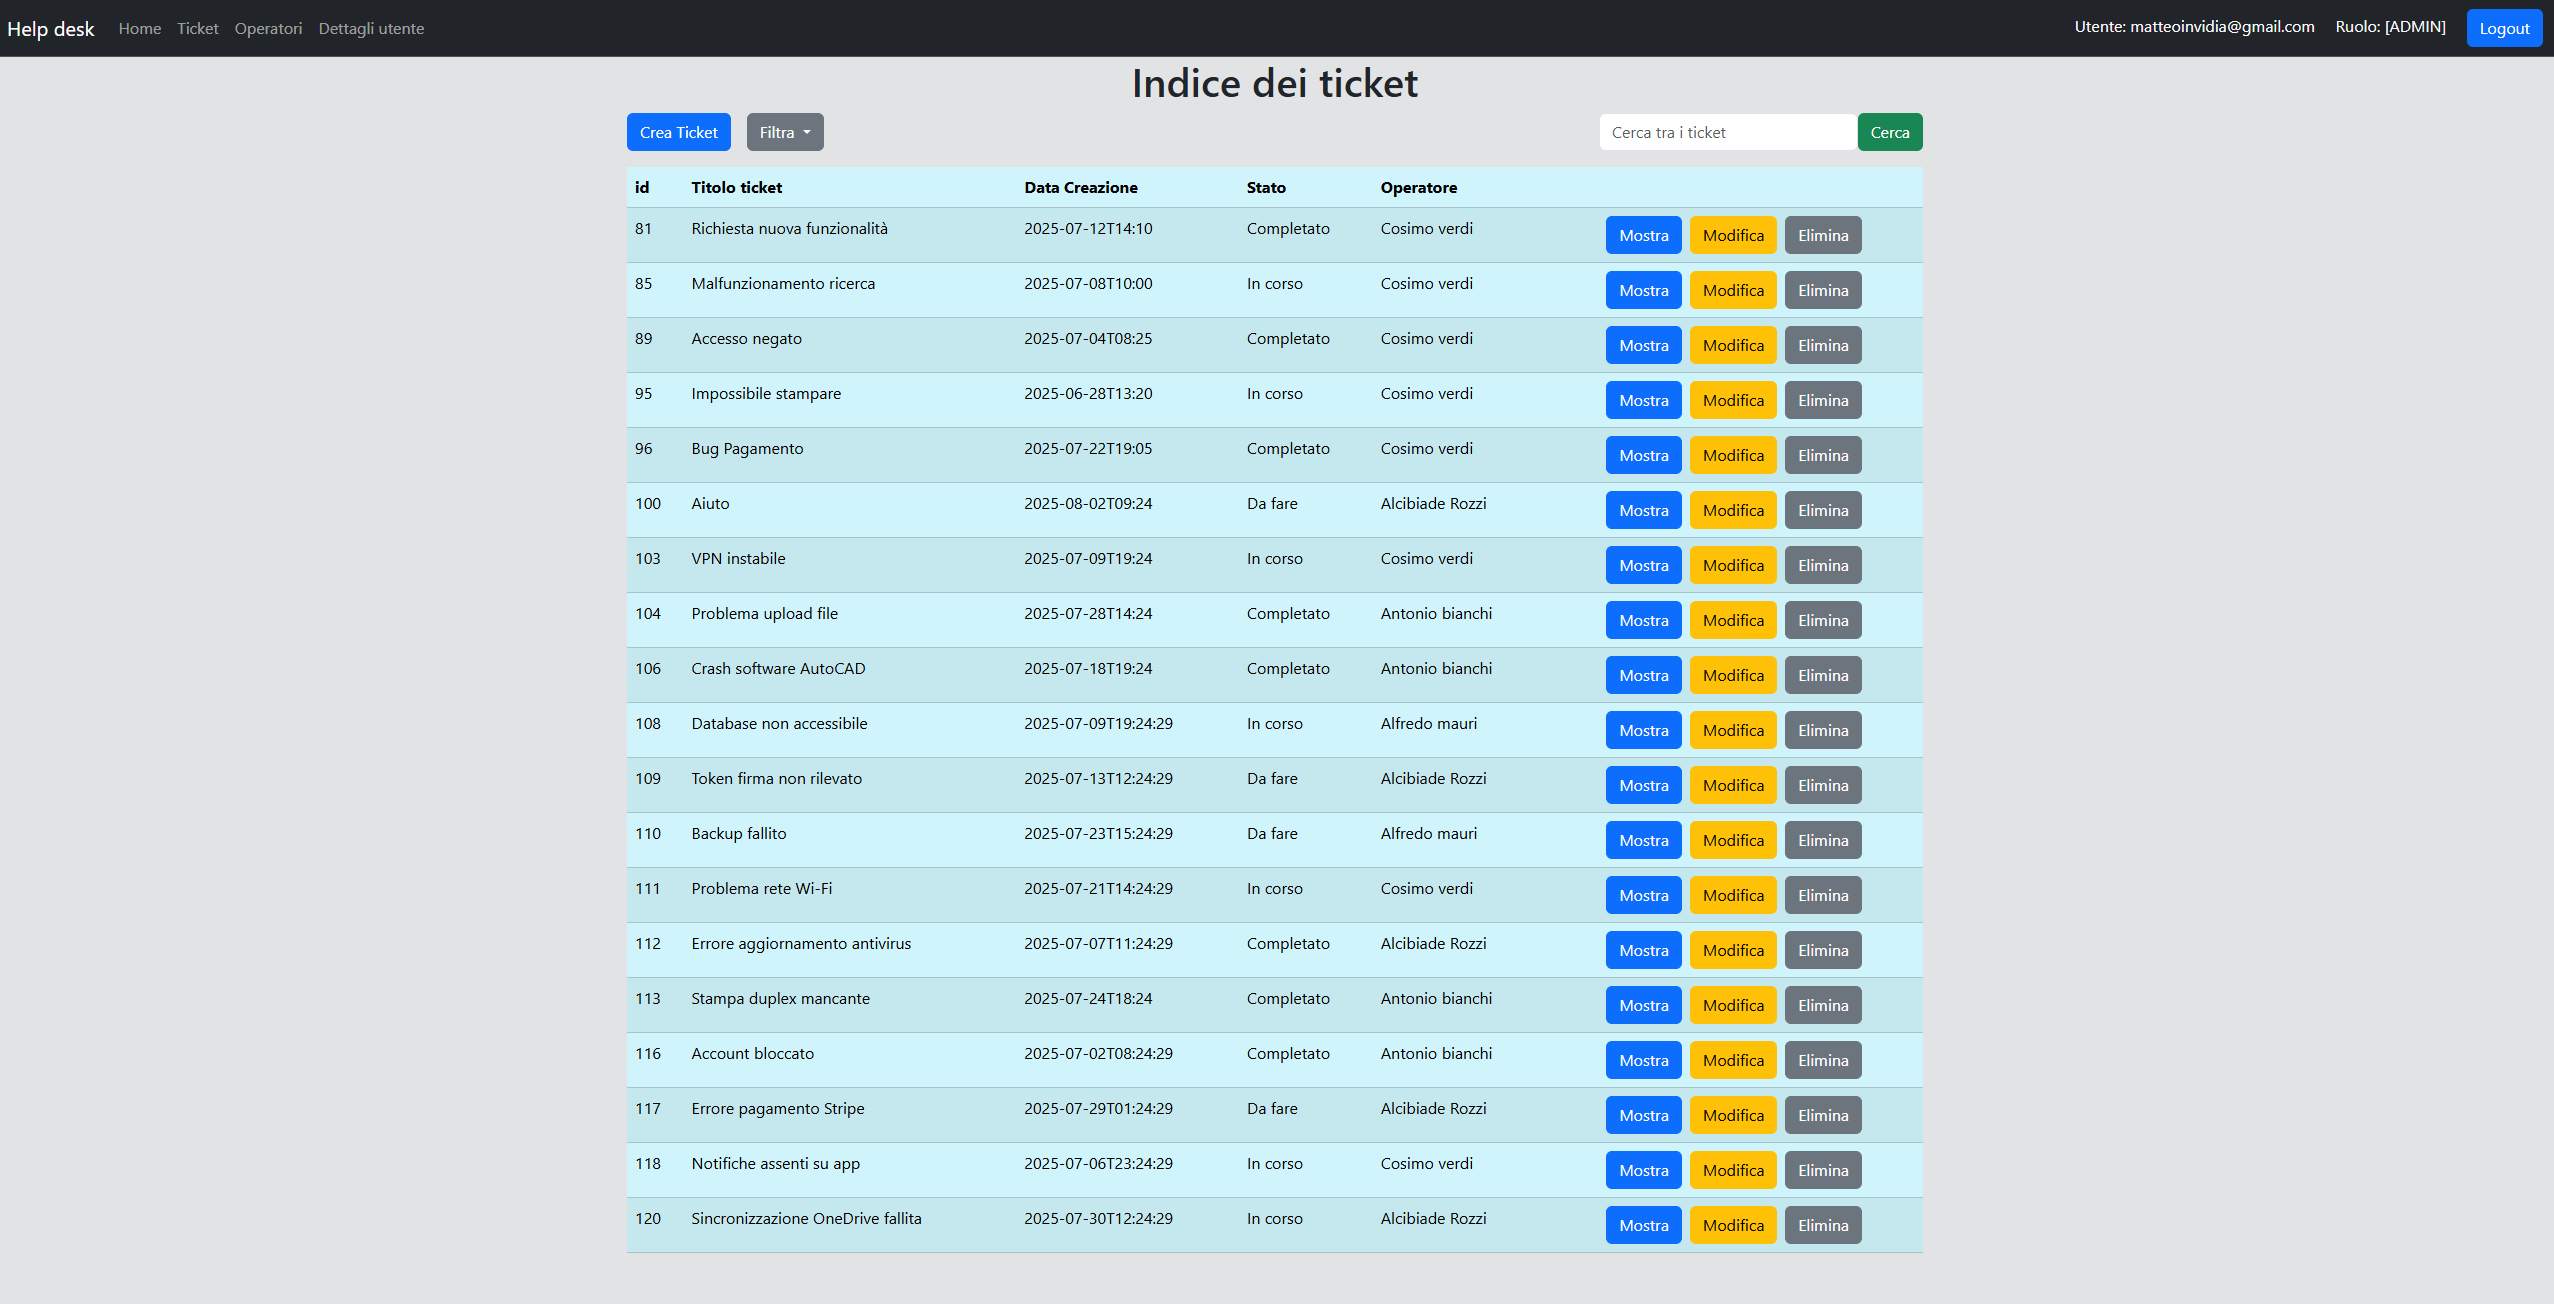 Help desk Home Ticket Operatori Dettagli utente Utente: matteoinvidia@gmail.com Ruolo: [ADMIN] Logout
Indice dei ticket
Crea Ticket Filtra Cerca tra i ticket Cerca
id Titolo ticket Data Creazione Stato Operatore
81 Richiesta nuova funzionalità 2025-07-12T14:10 Completato Cosimo verdi Mostra Modifica Elimina
85 Malfunzionamento ricerca 2025-07-08T10:00 In corso Cosimo verdi Mostra Modifica Elimina
89 Accesso negato 2025-07-04T08:25 Completato Cosimo verdi Mostra Modifica Elimina
95 Impossibile stampare 2025-06-28T13:20 In corso Cosimo verdi Mostra Modifica Elimina
96 Bug Pagamento 2025-07-22T19:05 Completato Cosimo verdi Mostra Modifica Elimina
100 Aiuto 2025-08-02T09:24 Da fare Alcibiade Rozzi Mostra Modifica Elimina
103 VPN instabile 2025-07-09T19:24 In corso Cosimo verdi Mostra Modifica Elimina
104 Problema upload file 2025-07-28T14:24 Completato Antonio bianchi Mostra Modifica Elimina
106 Crash software AutoCAD 2025-07-18T19:24 Completato Antonio bianchi Mostra Modifica Elimina
108 Database non accessibile 2025-07-09T19:24:29 In corso Alfredo mauri Mostra Modifica Elimina
109 Token firma non rilevato 2025-07-13T12:24:29 Da fare Alcibiade Rozzi Mostra Modifica Elimina
110 Backup fallito 2025-07-23T15:24:29 Da fare Alfredo mauri Mostra Modifica Elimina
111 Problema rete Wi-Fi 2025-07-21T14:24:29 In corso Cosimo verdi Mostra Modifica Elimina
112 Errore aggiornamento antivirus 2025-07-07T11:24:29 Completato Alcibiade Rozzi Mostra Modifica Elimina
113 Stampa duplex mancante 2025-07-24T18:24 Completato Antonio bianchi Mostra Modifica Elimina
116 Account bloccato 2025-07-02T08:24:29 Completato Antonio bianchi Mostra Modifica Elimina
117 Errore pagamento Stripe 2025-07-29T01:24:29 Da fare Alcibiade Rozzi Mostra Modifica Elimina
118 Notifiche assenti su app 2025-07-06T23:24:29 In corso Cosimo verdi Mostra Modifica Elimina
120 Sincronizzazione OneDrive fallita 2025-07-30T12:24:29 In corso Alcibiade Rozzi Mostra Modifica Elimina